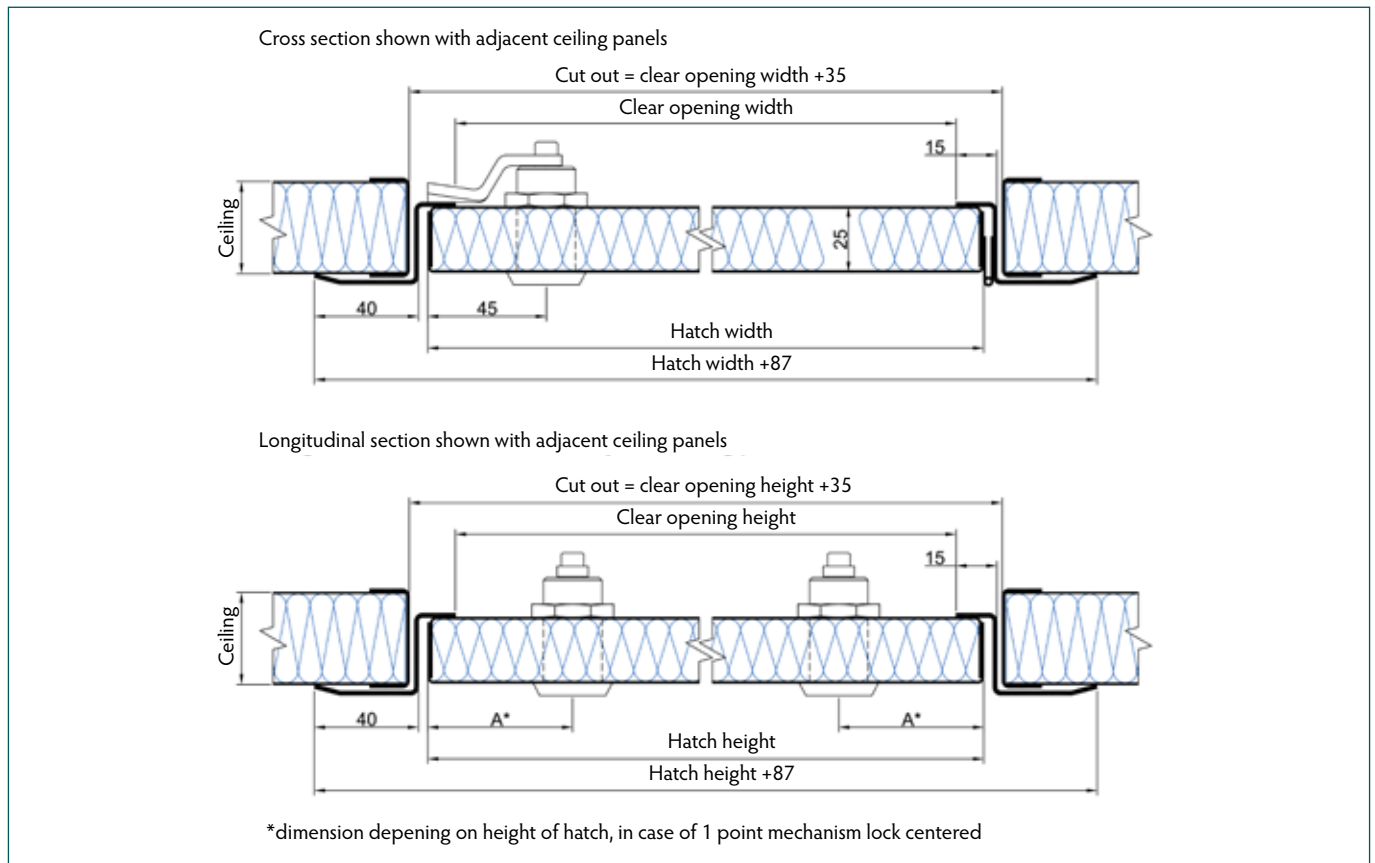 Cross section shown with adjacent ceiling panels
Cut out = clear opening width +35
Clear opening width
15
Ceiling
25
40
45
Hatch width
Hatch width +87
Longitudinal section shown with adjacent ceiling panels
Cut out = clear opening height +35
Clear opening height
15
Ceiling
40
A*
A*
Hatch height
Hatch height +87
*dimension depening on height of hatch, in case of 1 point mechanism lock centered